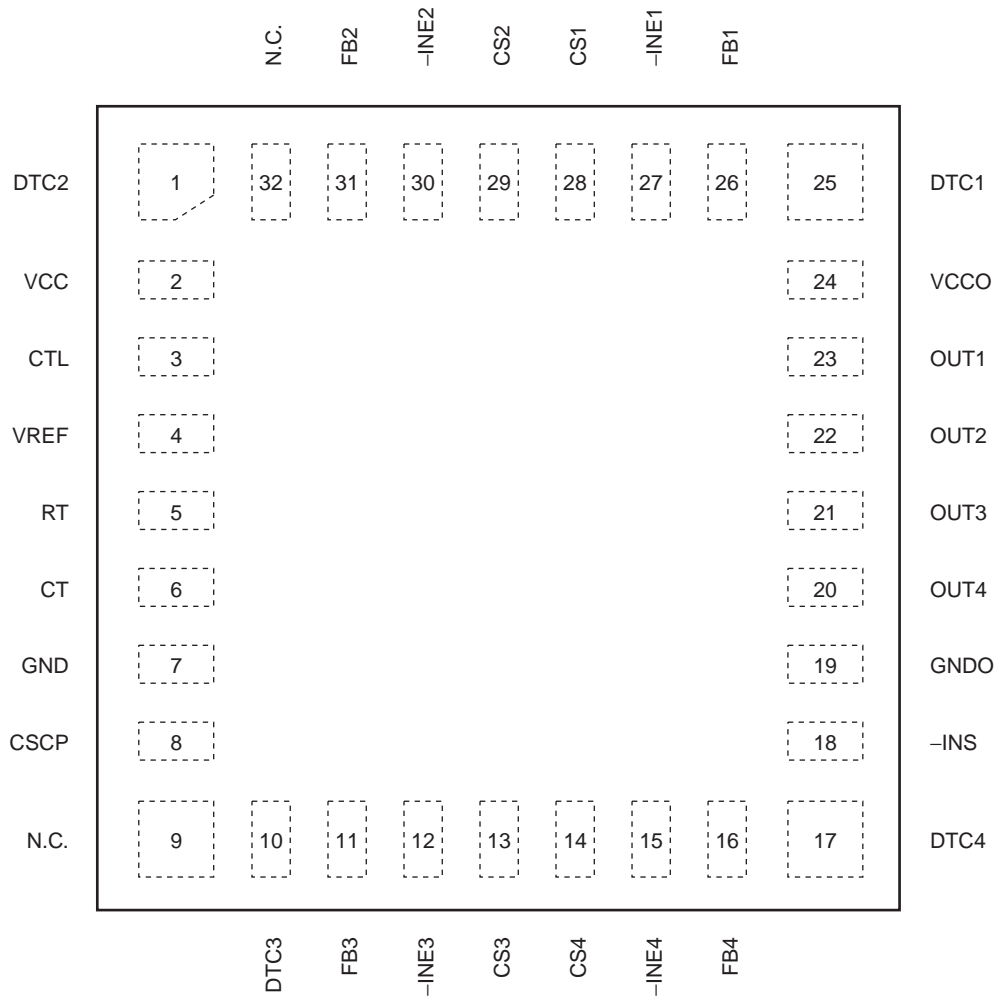 N.C. FB2 –INE2 CS2 CS1 –INE1 FB1
DTC2 1 32 31 30 29 28 27 26 25 DTC1
VCC 2 24 VCCO
CTL 3 23 OUT1
VREF 4 22 OUT2
RT 5 21 OUT3
CT 6 20 OUT4
GND 7 19 GNDO
CSCP 8 18 –INS
N.C. 9 10 11 12 13 14 15 16 17 DTC4
DTC3 FB3 –INE3 CS3 CS4 –INE4 FB4